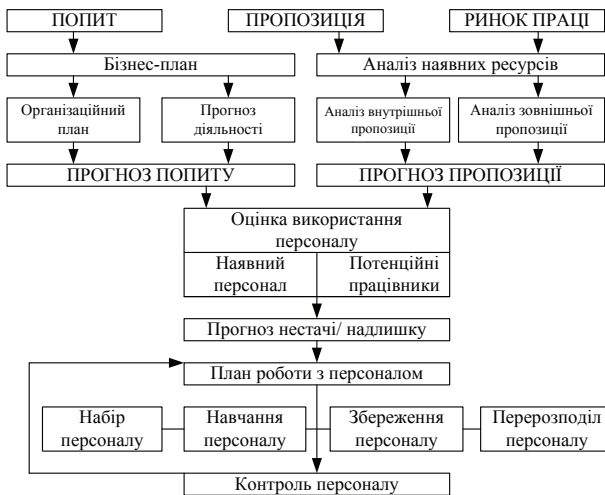 ПОПИТ
ПРОПОЗИЦІЯ
РИНОК ПРАЦІ
Бізнес-план
Аналіз наявних ресурсів
Організаційний
план
Прогноз
діяльності
Аналіз внутрішньої
пропозиції
Аналіз зовнішньої
пропозиції
ПРОГНОЗ ПОПИТУ
ПРОГНОЗ ПРОПОЗИЦІЇ
Оцінка використання
персоналу
Наявний
персонал
Потенційні
працівники
Прогноз нестачі/ надлишку
План роботи з персоналом
Набір
персоналу
Навчання
персоналу
Збереження
персоналу
Перерозподіл
персоналу
Контроль персоналу